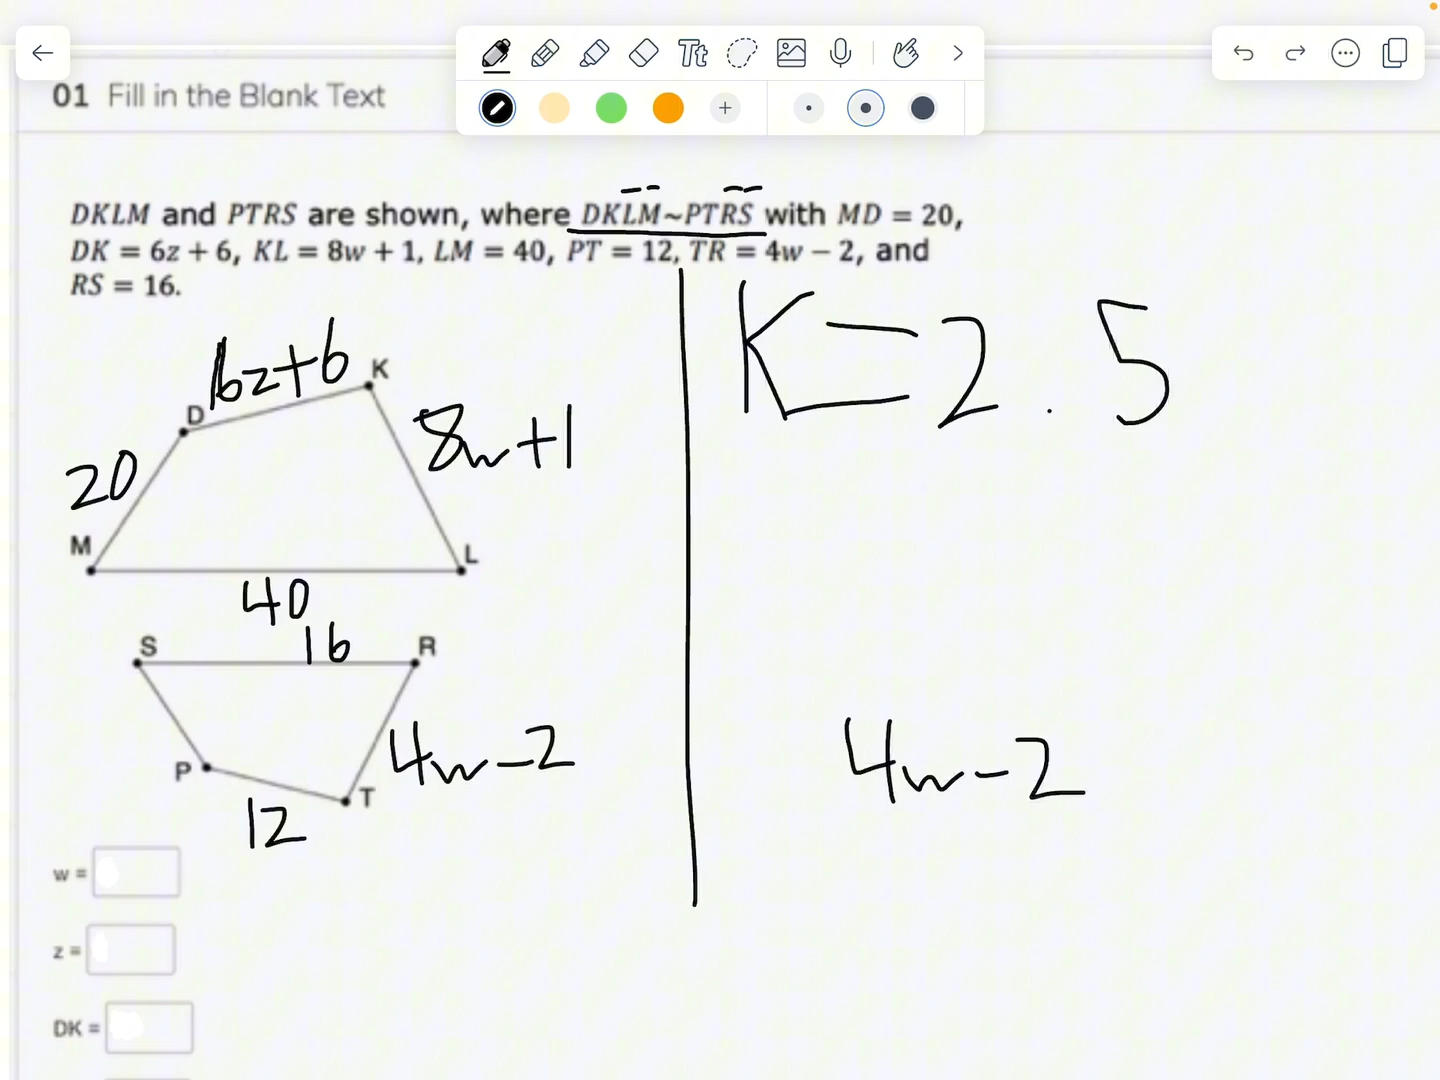 01 Fill in the Blank Text
Tt
DKLM and PTRS are shown, where DKLM~PTRS with MD = 20,
DK = 6z + 6, KL = 8w + 1, LM = 40, PT = 12, TR = 4w − 2, and
RS = 16.
K=2.5
6z+6
K
D
8w+1
20
M
L
40
16
S
R
4w-2
4w-2
P
T
12
w =
z =
DK =